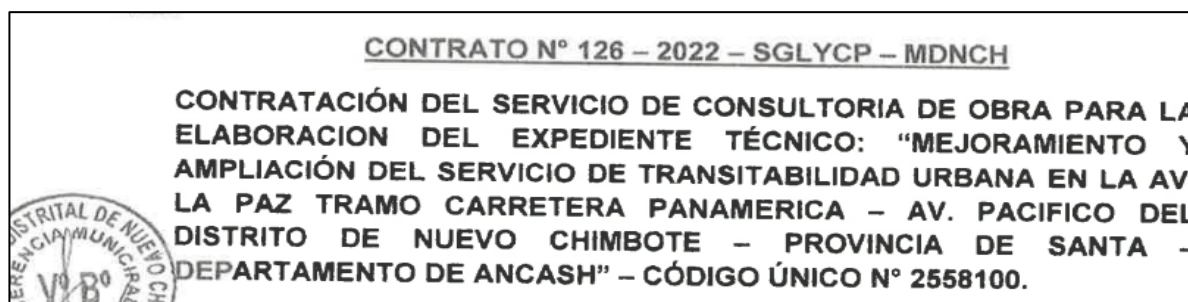 CONTRATO N° 126 – 2022 – SGLYCP – MDNCH
CONTRATACIÓN DEL SERVICIO DE CONSULTORIA DE OBRA PARA LA
ELABORACION DEL EXPEDIENTE TÉCNICO: “MEJORAMIENTO Y
AMPLIACIÓN DEL SERVICIO DE TRANSITABILIDAD URBANA EN LA AV
LA PAZ TRAMO CARRETERA PANAMERICA – AV. PACIFICO DEL
DISTRITO DE NUEVO CHIMBOTE – PROVINCIA DE SANTA –
DEPARTAMENTO DE ANCASH” – CÓDIGO ÚNICO N° 2558100.
DE NUEVO
V° B°